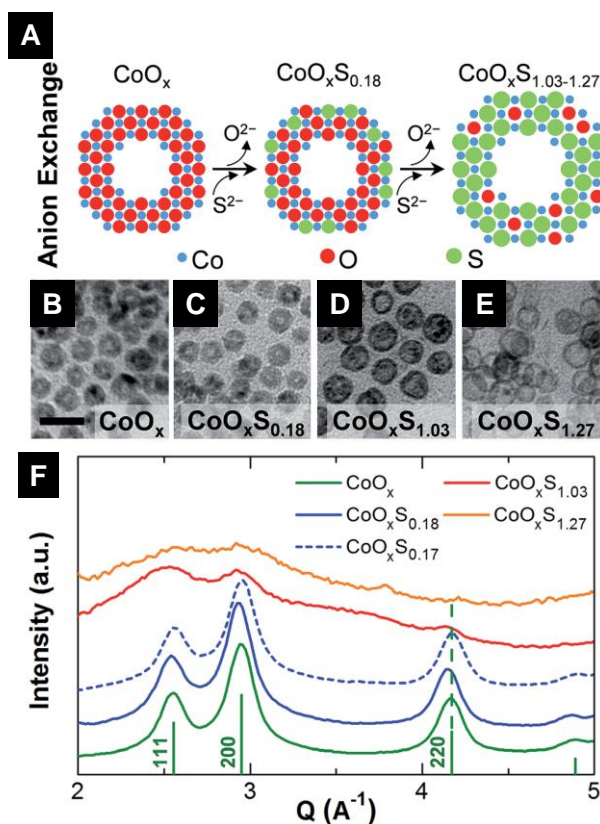 A
Anion Exchange
CoOₓ
CoOₓS₀.₁₈
CoOₓS₁.₀₃₋₁.₂₇
O²⁻
O²⁻
S²⁻
S²⁻
Co
O
S
B
C
D
E
CoOₓ
CoOₓS₀.₁₈
CoOₓS₁.₀₃
CoOₓS₁.₂₇
F
CoOₓ
CoOₓS₁.₀₃
CoOₓS₀.₁₈
CoOₓS₁.₂₇
CoOₓS₀.₁₇
Intensity (a.u.)
111
200
220
2
3
4
5
Q (A⁻¹)